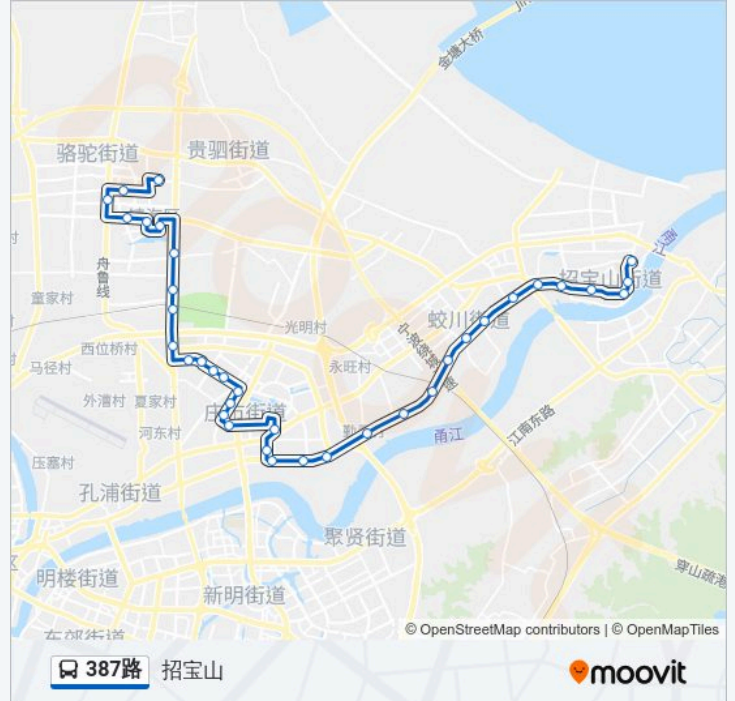 金塘大桥
骆驼街道
贵驷街道
甬江
舟鲁线
招宝山街道
童家村
蛟川街道
光明村
西位桥村
永旺村
马径村
外漕村
夏家村
庄市街道
河东村
甬江
江南东路
压塞村
孔浦街道
聚贤街道
穿山疏港
明楼街道
新明街道
东郊街道
© OpenStreetMap contributors | © OpenMapTiles
387路 招宝山
moovit